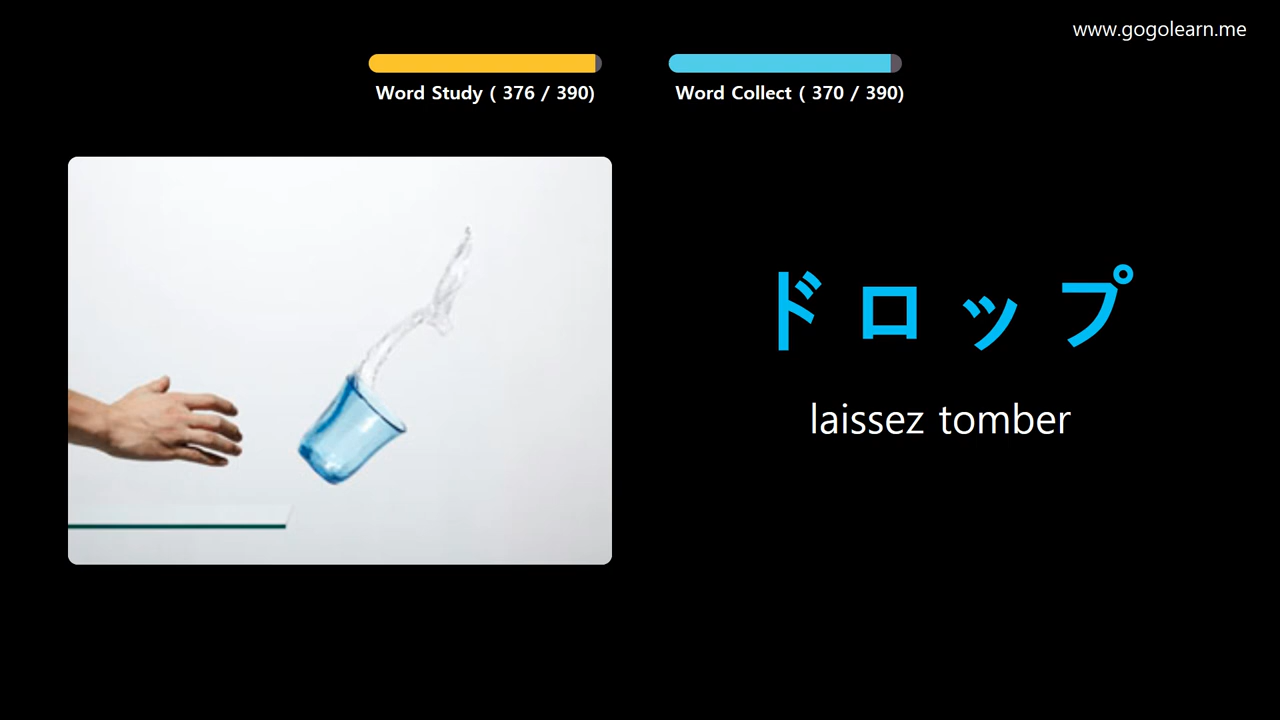 www.gogolearn.me
Word Study ( 376 / 390)
Word Collect ( 370 / 390)
ドロップ
laissez tomber